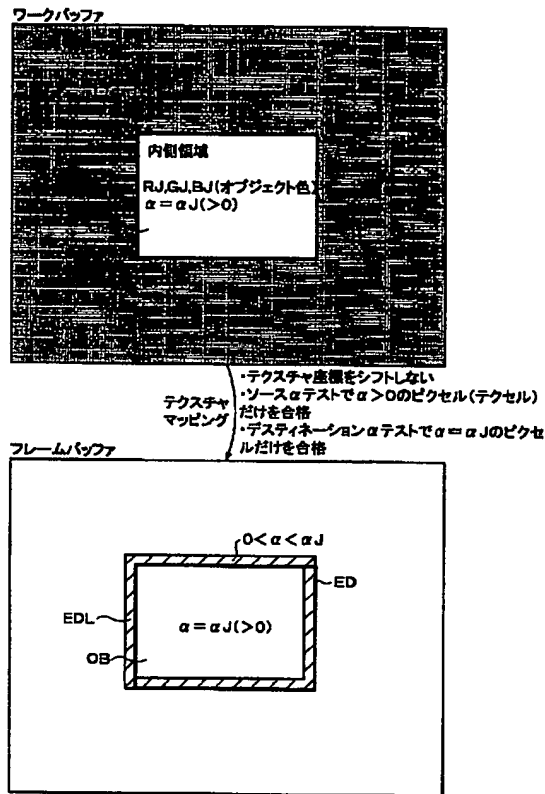 ワークバッファ
内側領域
RJ,GJ,BJ(オブジェクト色)
α=αJ(>0)
テクスチャ
マッピング
・テクスチャ座標をシフトしない
・ソースαテストでα>0のピクセル(テクセル)
だけを合格
・デスティネーションαテストでα=αJのピクセ
ルだけを合格
フレームバッファ
0<α<αJ
ED
EDL
α=αJ(>0)
OB